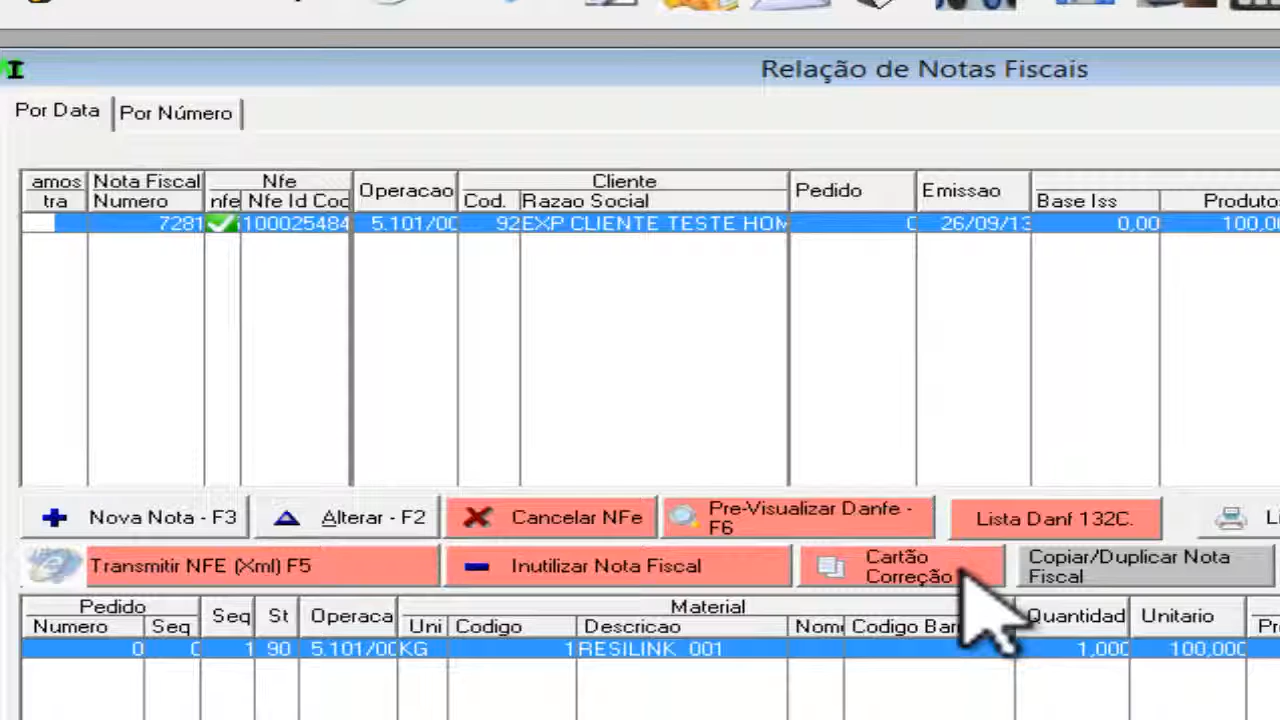 Relação de Notas Fiscais
Por Data Por Número
amos Nota Fiscal Nfe Operacao Cliente Pedido Emissao
tra Numero nfe Nfe Id Coc Cod. Razao Social Base Iss Produto
7281 100025484 5.101/00 92 EXP CLIENTE TESTE HOM 26/09/13 0,00 100,0
Nova Nota - F3 Alterar - F2 Cancelar NFe Pre-Visualizar Danfe - F6 Lista Danf 132C.
Transmitir NFE (Xml) F5 Inutilizar Nota Fiscal Cartão Correção Copiar/Duplicar Nota Fiscal
Pedido Seq St Operaca Material Quantidad Unitario
Numero Seq Uni Codigo Descricao Nom Codigo Bar
0 1 90 5.101/00 KG 1 RESILINK 001 1,000 100,000